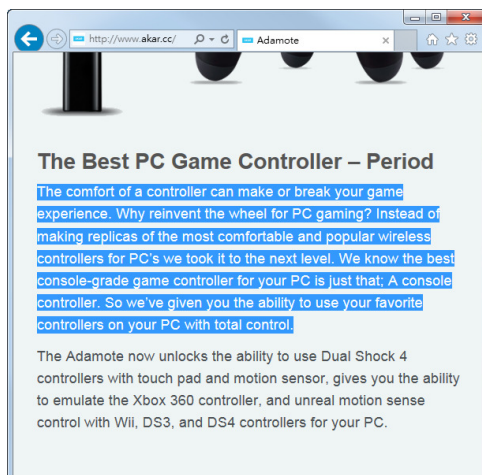 http://www.akar.cc/
Adamote
The Best PC Game Controller – Period
The comfort of a controller can make or break your game
experience. Why reinvent the wheel for PC gaming? Instead of
making replicas of the most comfortable and popular wireless
controllers for PC's we took it to the next level. We know the best
console-grade game controller for your PC is just that; A console
controller. So we've given you the ability to use your favorite
controllers on your PC with total control.
The Adamote now unlocks the ability to use Dual Shock 4
controllers with touch pad and motion sensor, gives you the ability
to emulate the Xbox 360 controller, and unreal motion sense
control with Wii, DS3, and DS4 controllers for your PC.